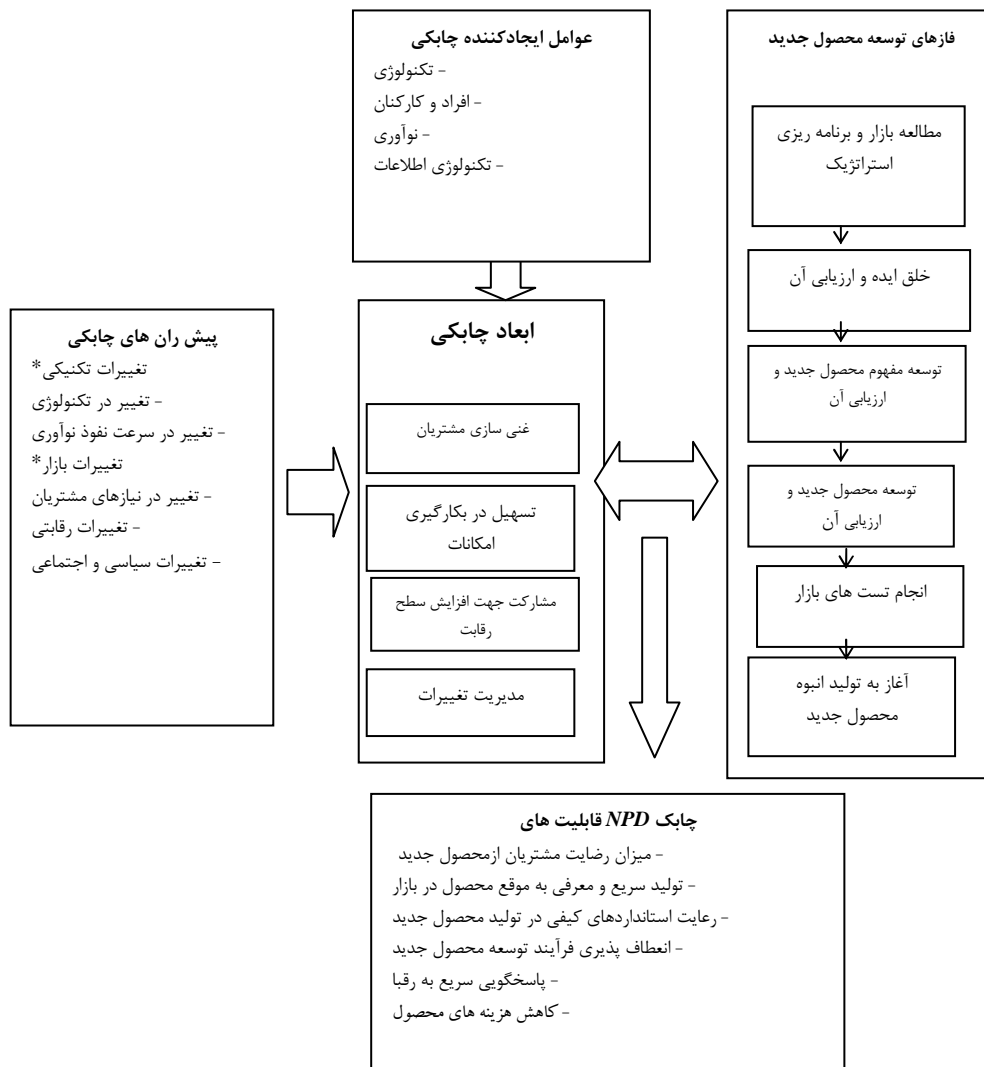 فازهای توسعه محصول جدید
مطالعه بازار و برنامه ریزی
استراتژیک
خلق ایده و ارزیابی آن
توسعه مفهوم محصول جدید و
ارزیابی آن
توسعه محصول جدید و
ارزیابی آن
انجام تست های بازار
آغاز به تولید انبوه
محصول جدید
عوامل ایجادکننده چابکی
- تکنولوژی
- افراد و کارکنان
- نوآوری
- تکنولوژی اطلاعات
ابعاد چابکی
غنی سازی مشتریان
تسهیل در بکارگیری
امکانات
مشارکت جهت افزایش سطح
رقابت
مدیریت تغییرات
پیش ران های چابکی
تغییرات تکنیکی*
- تغییر در تکنولوژی
- تغییر در سرعت نفوذ نوآوری
تغییرات بازار*
- تغییر در نیازهای مشتریان
- تغییرات رقابتی
- تغییرات سیاسی و اجتماعی
چابک NPD قابلیت های
- میزان رضایت مشتریان ازمحصول جدید
- تولید سریع و معرفی به موقع محصول در بازار
- رعایت استانداردهای کیفی در تولید محصول جدید
- انعطاف پذیری فرآیند توسعه محصول جدید
- پاسخگویی سریع به رقبا
- کاهش هزینه های محصول